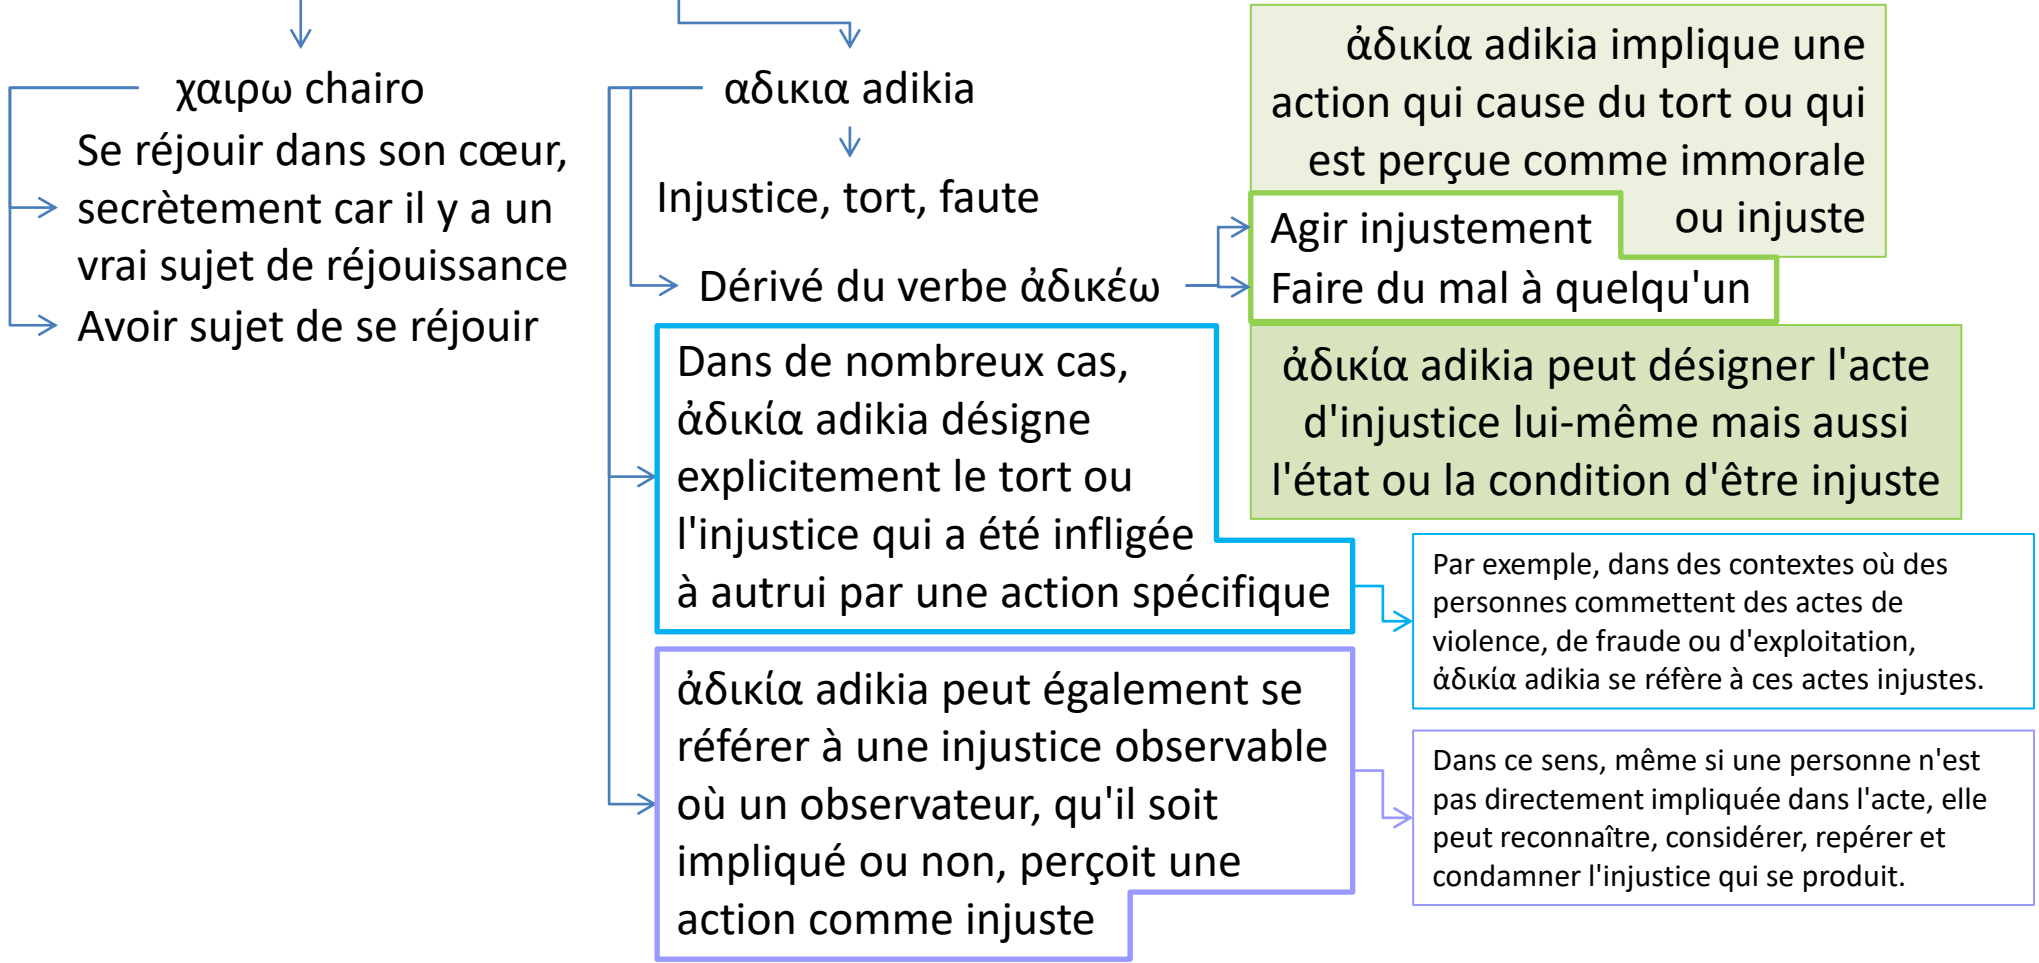 χαιρω chairo
Se réjouir dans son cœur,
secrètement car il y a un
vrai sujet de réjouissance
Avoir sujet de se réjouir
αδικια adikia
Injustice, tort, faute
Dérivé du verbe ἀδικέω
Agir injustement
Faire du mal à quelqu'un
ἀδικία adikia implique une
action qui cause du tort ou qui
est perçue comme immorale
ou injuste
ἀδικία adikia peut désigner l'acte
d'injustice lui-même mais aussi
l'état ou la condition d'être injuste
Dans de nombreux cas,
ἀδικία adikia désigne
explicitement le tort ou
l'injustice qui a été infligée
à autrui par une action spécifique
Par exemple, dans des contextes où des
personnes commettent des actes de
violence, de fraude ou d'exploitation,
ἀδικία adikia se réfère à ces actes injustes.
ἀδικία adikia peut également se
référer à une injustice observable
où un observateur, qu'il soit
impliqué ou non, perçoit une
action comme injuste
Dans ce sens, même si une personne n'est
pas directement impliquée dans l'acte, elle
peut reconnaître, considérer, repérer et
condamner l'injustice qui se produit.